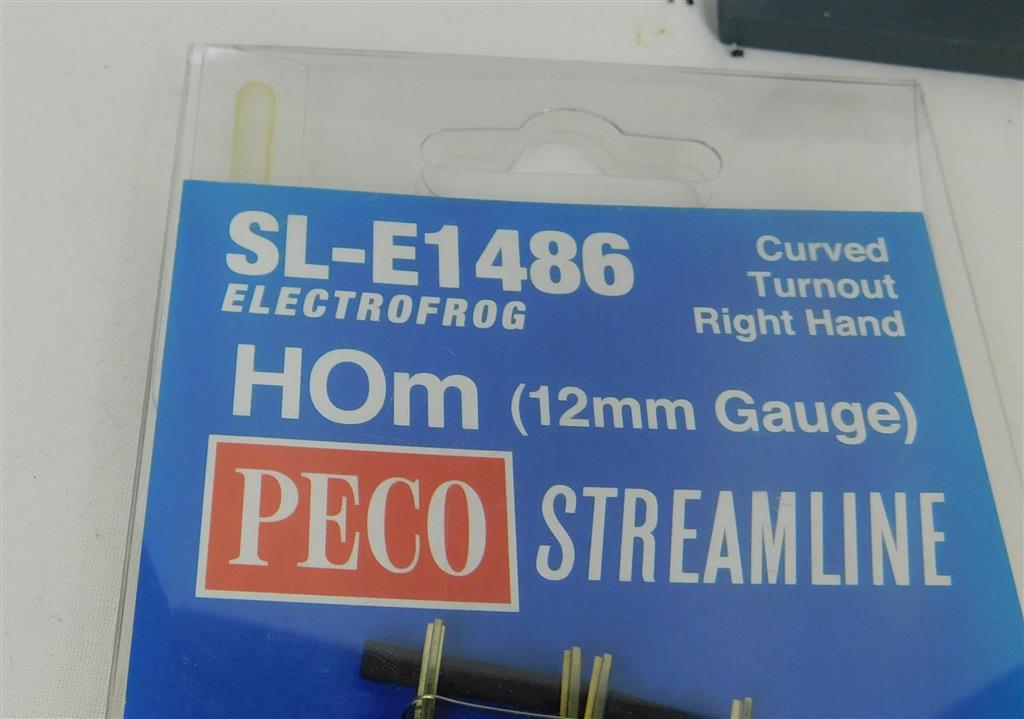 SL-E1486
ELECTROFROG
Curved
Turnout
Right Hand
HOm (12mm Gauge)
PECO STREAMLINE